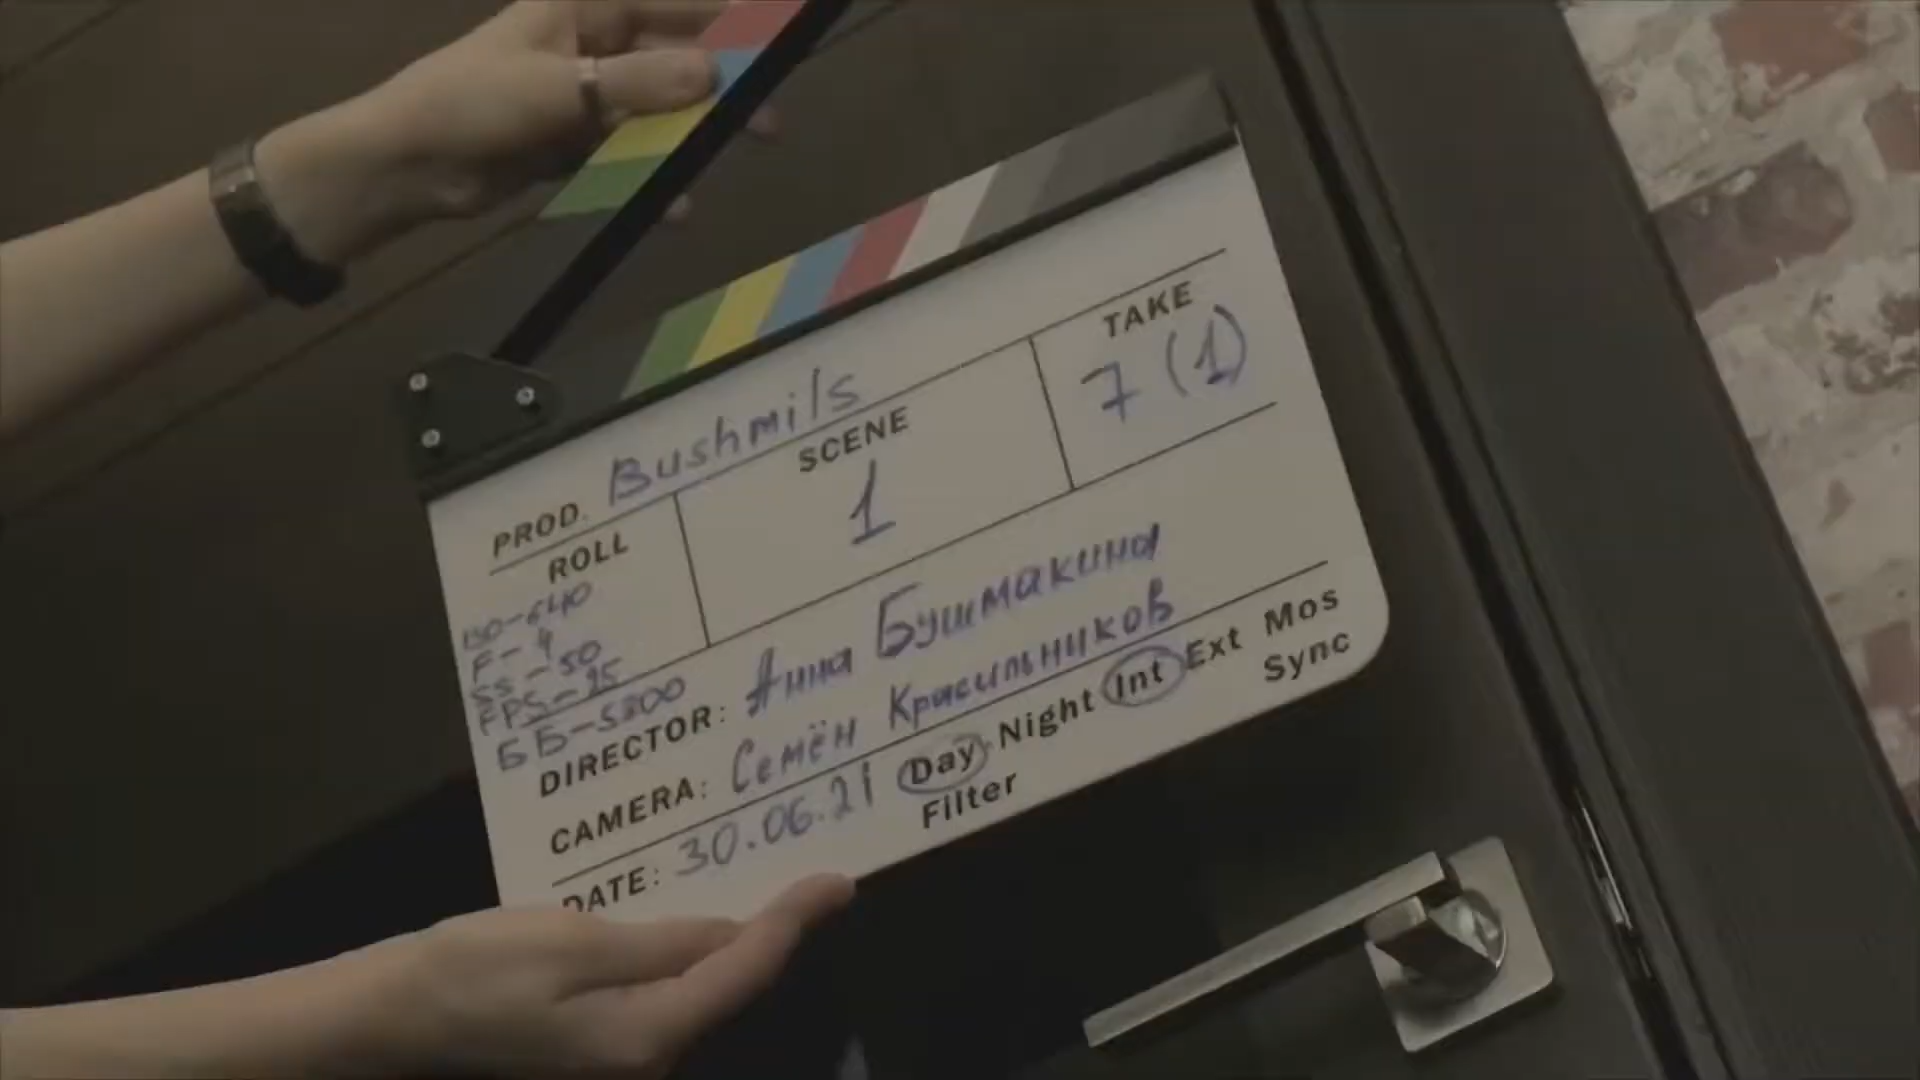 PROD. Bushmils
ROLL
SCENE
TAKE
1
7 (1)
ISO-640
F-4
SS-50
FPS-25
ББ-5200
DIRECTOR: Анна Бушмакина
CAMERA: Семён Красильников
DATE: 30.06.21 Day Night Int Ext Mos
Filter Sync